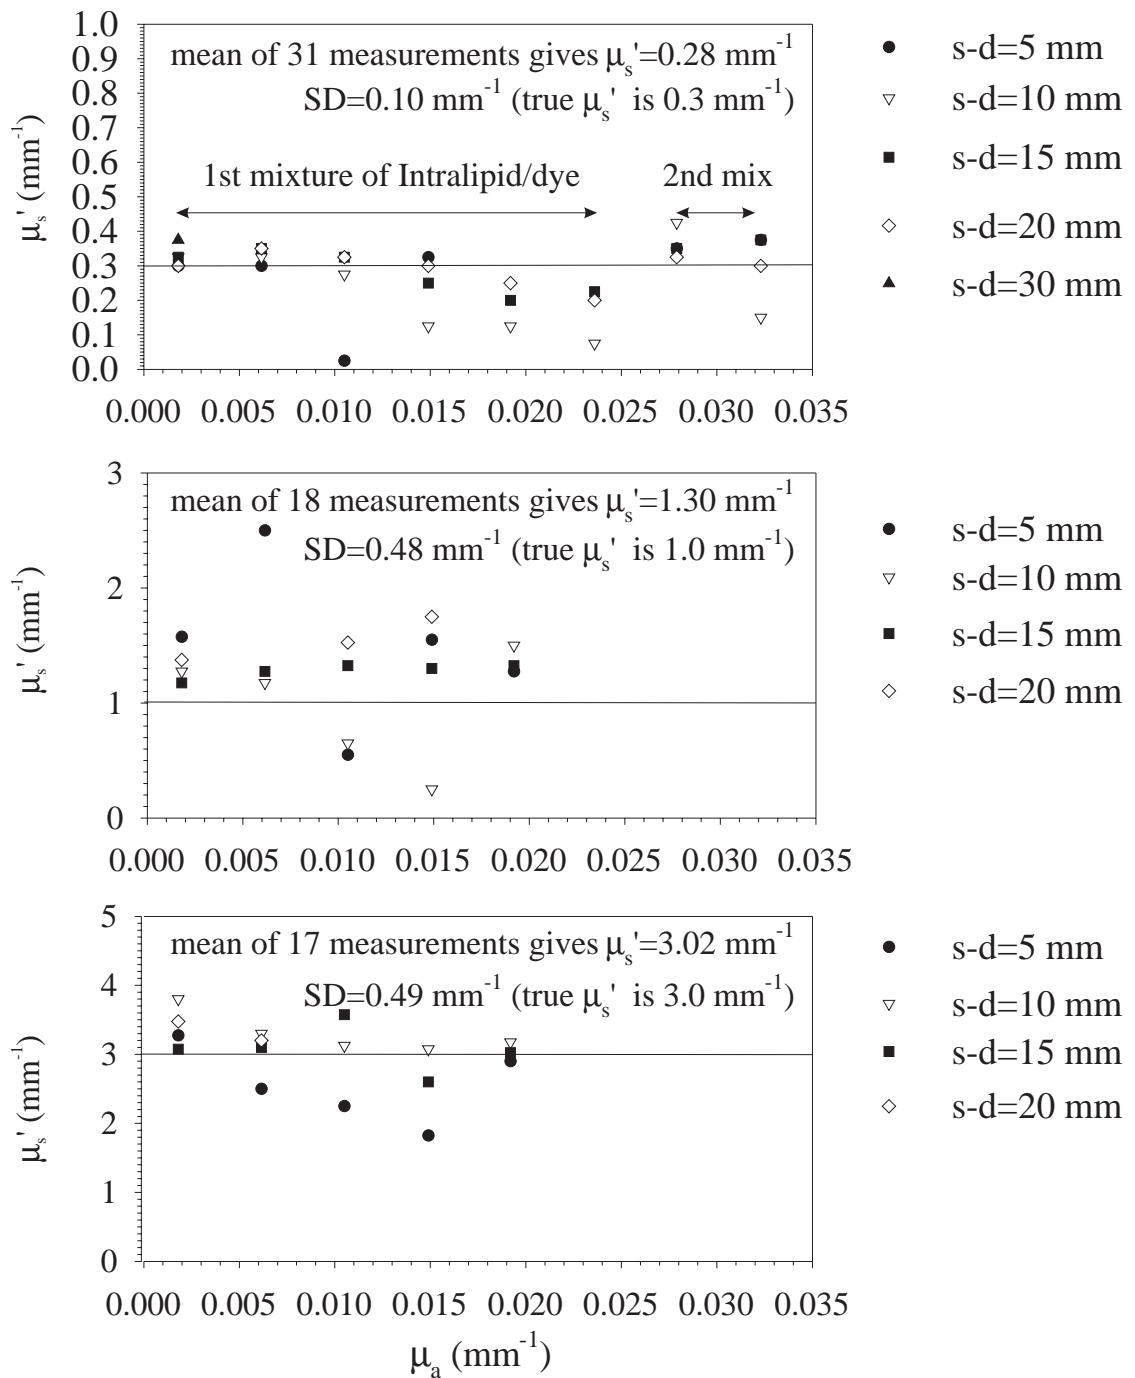 mean of 31 measurements gives μs'=0.28 mm-1
SD=0.10 mm-1 (true μs' is 0.3 mm-1)
1st mixture of Intralipid/dye
2nd mix
μs' (mm-1)
1.0
0.9
0.8
0.7
0.6
0.5
0.4
0.3
0.2
0.1
0.0
0.000 0.005 0.010 0.015 0.020 0.025 0.030 0.035
s-d=5 mm
s-d=10 mm
s-d=15 mm
s-d=20 mm
s-d=30 mm
mean of 18 measurements gives μs'=1.30 mm-1
SD=0.48 mm-1 (true μs' is 1.0 mm-1)
μs' (mm-1)
3
2
1
0
0.000 0.005 0.010 0.015 0.020 0.025 0.030 0.035
s-d=5 mm
s-d=10 mm
s-d=15 mm
s-d=20 mm
mean of 17 measurements gives μs'=3.02 mm-1
SD=0.49 mm-1 (true μs' is 3.0 mm-1)
μs' (mm-1)
5
4
3
2
1
0
0.000 0.005 0.010 0.015 0.020 0.025 0.030 0.035
μa (mm-1)
s-d=5 mm
s-d=10 mm
s-d=15 mm
s-d=20 mm